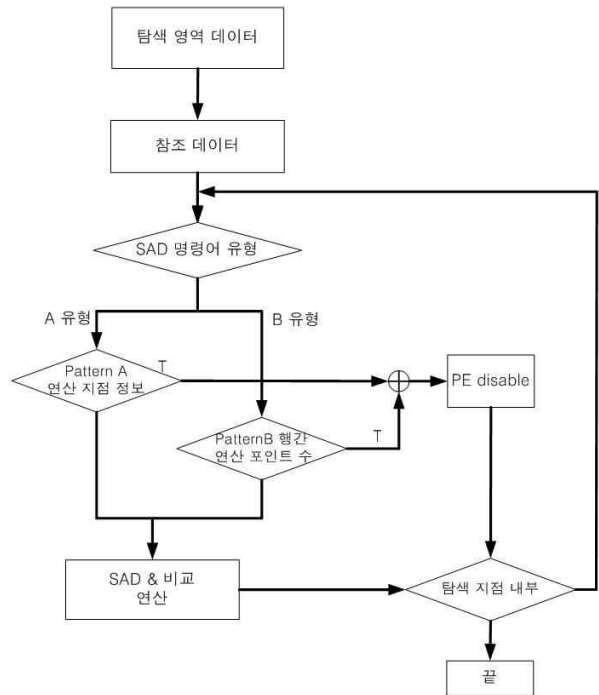 탐색 영역 데이터
참조 데이터
SAD 명령어 유형
A 유형
B 유형
Pattern A
연산 지점 정보
T
PE disable
PatternB 행간
연산 포인트 수
T
SAD & 비교
연산
탐색 지점 내부
끝